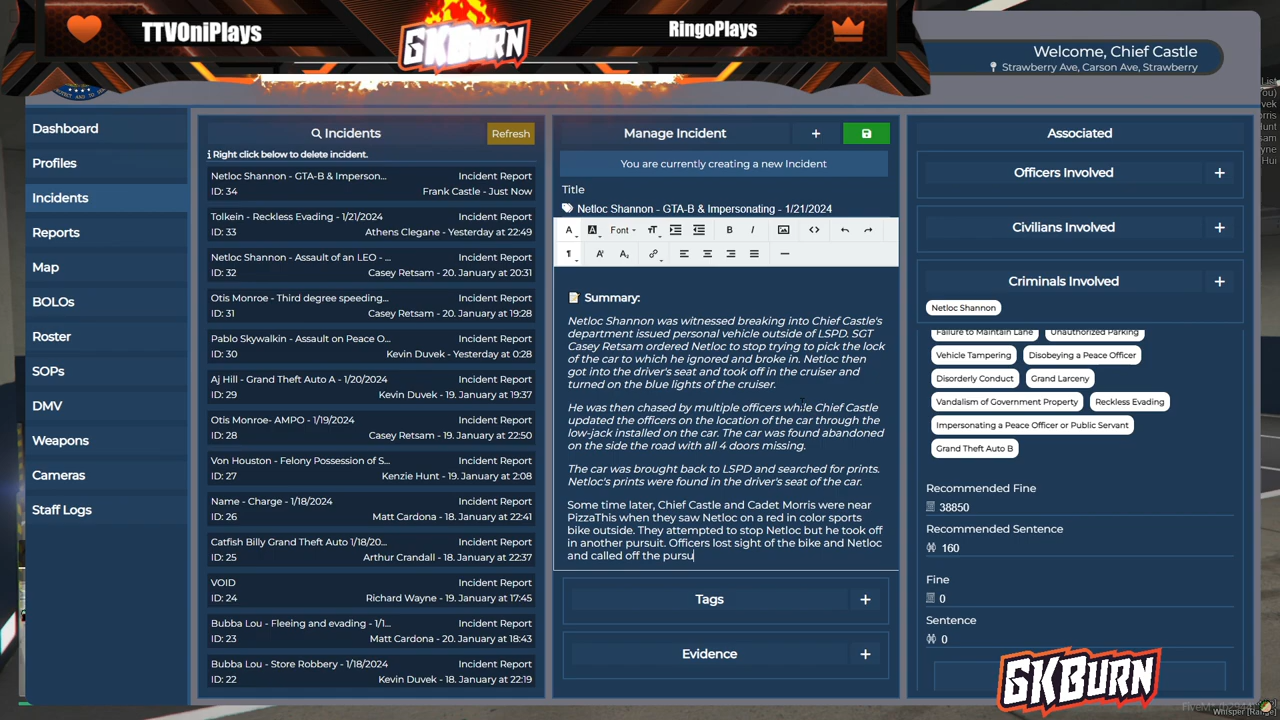 TTVOniPlays
6KBURN
RingoPlays
Welcome, Chief Castle
Strawberry Ave, Carson Ave, Strawberry
Dashboard
Profiles
Incidents
Reports
Map
BOLOs
Roster
SOPs
DMV
Weapons
Cameras
Staff Logs
Incidents
Refresh
Right click below to delete incident.
Netloc Shannon - GTA-B & Imperson... Incident Report
ID: 34 Frank Castle - Just Now
Tolkein - Reckless Evading - 1/21/2024 Incident Report
ID: 33 Athens Clegane - Yesterday at 22:49
Netloc Shannon - Assault of an LEO - ... Incident Report
ID: 32 Casey Retsam - 20. January at 20:31
Otis Monroe - Third degree speeding... Incident Report
ID: 31 Casey Retsam - 20. January at 19:28
Pablo Skywalkin - Assault on Peace O... Incident Report
ID: 30 Kevin Duvek - Yesterday at 0:28
Aj Hill - Grand Theft Auto A - 1/20/2024 Incident Report
ID: 29 Kevin Duvek - 20. January at 19:37
Otis Monroe- AMPO - 1/19/2024 Incident Report
ID: 28 Casey Retsam - 19. January at 22:50
Von Houston - Felony Possession of S... Incident Report
ID: 27 Kenzie Hunt - 19. January at 2:08
Name - Charge - 1/18/2024 Incident Report
ID: 26 Matt Cardona - 18. January at 22:41
Catfish Billy Grand Theft Auto 1/18/20... Incident Report
ID: 25 Arthur Crandall - 18. January at 22:37
VOID Incident Report
ID: 24 Richard Wayne - 19. January at 17:45
Bubba Lou - Fleeing and evading - 1/1... Incident Report
ID: 23 Matt Cardona - 20. January at 18:43
Bubba Lou - Store Robbery - 1/18/2024 Incident Report
ID: 22 Kevin Duvek - 18. January at 22:19
Manage Incident
You are currently creating a new Incident
Title
Netloc Shannon - GTA-B & Impersonating - 1/21/2024
Font
Summary:
Netloc Shannon was witnessed breaking into Chief Castle's
department issued personal vehicle outside of LSPD. SGT
Casey Retsam ordered Netloc to stop trying to pick the lock
of the car to which he ignored and broke in. Netloc then
got into the driver's seat and took off in the cruiser and
turned on the blue lights of the cruiser.
He was then chased by multiple officers while Chief Castle
updated the officers on the location of the car through the
low-jack installed on the car. The car was found abandoned
on the side the road with all 4 doors missing.
The car was brought back to LSPD and searched for prints.
Netloc's prints were found in the driver's seat of the car.
Some time later, Chief Castle and Cadet Morris were near
PizzaThis when they saw Netloc on a red in color sports
bike outside. They attempted to stop Netloc but he took off
in another pursuit. Officers lost sight of the bike and Netloc
and called off the pursu
Tags
Evidence
Associated
Officers Involved
Civilians Involved
Criminals Involved
Netloc Shannon
Failure to Maintain Lane Unauthorized Parking
Vehicle Tampering Disobeying a Peace Officer
Disorderly Conduct Grand Larceny
Vandalism of Government Property Reckless Evading
Impersonating a Peace Officer or Public Servant
Grand Theft Auto B
Recommended Fine
38850
Recommended Sentence
160
Fine
0
Sentence
0
6KBURN